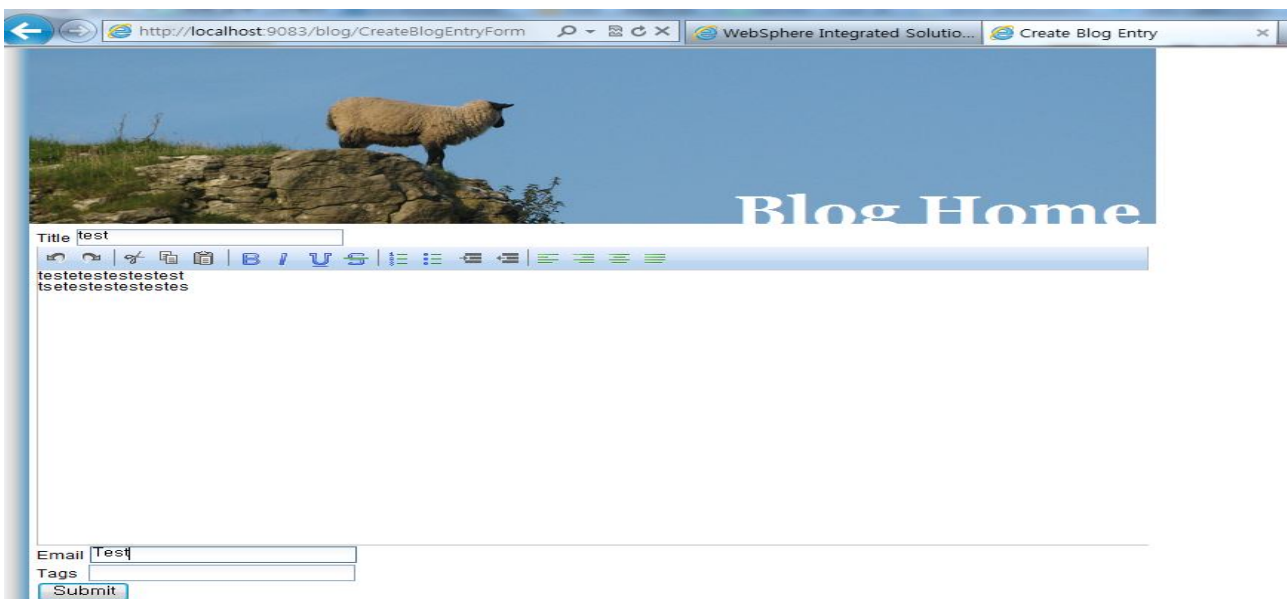 http://localhost:9083/blog/CreateBlogEntryForm
WebSphere Integrated Solutio...
Create Blog Entry
Blog Home
Title test
B I U S
testetestestestest
tsetestestestestes
Email Test
Tags
Submit